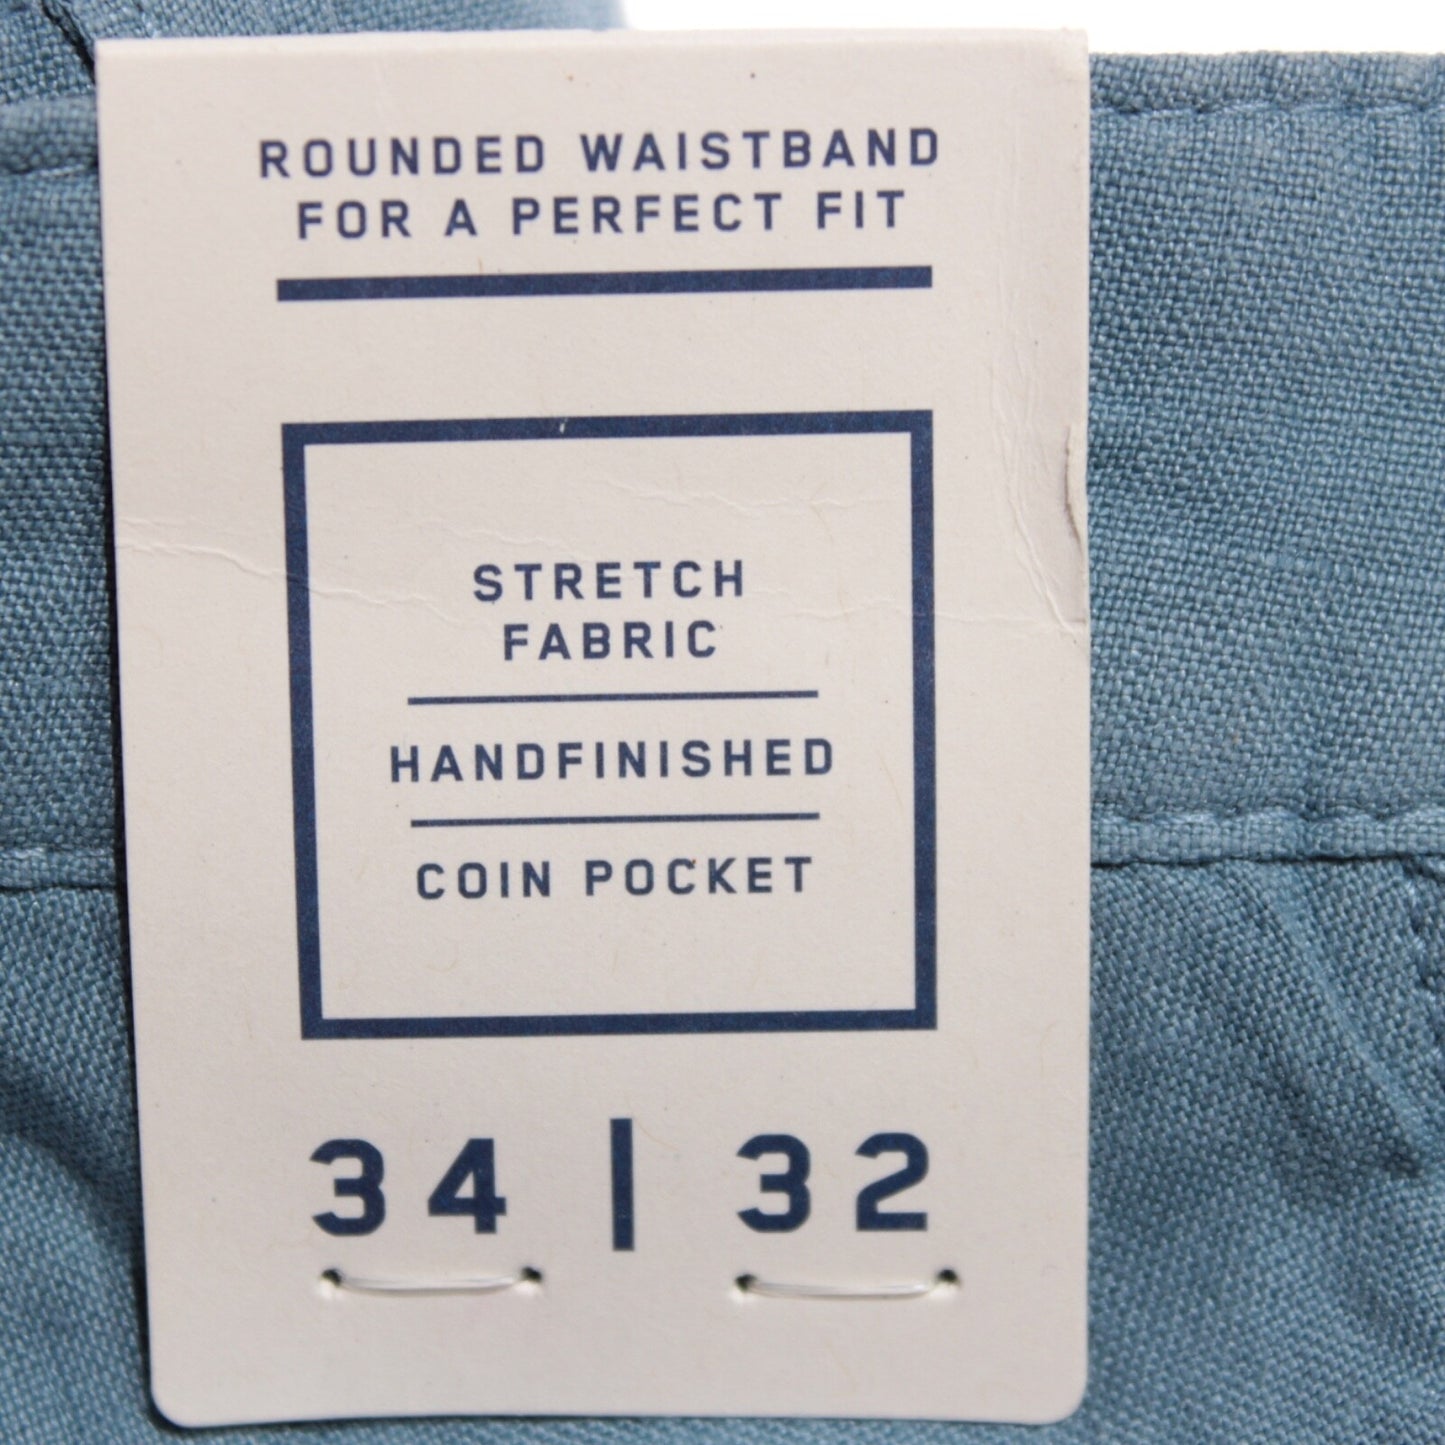 ROUNDED WAISTBAND
FOR A PERFECT FIT
STRETCH
FABRIC
HANDFINISHED
COIN POCKET
34 | 32